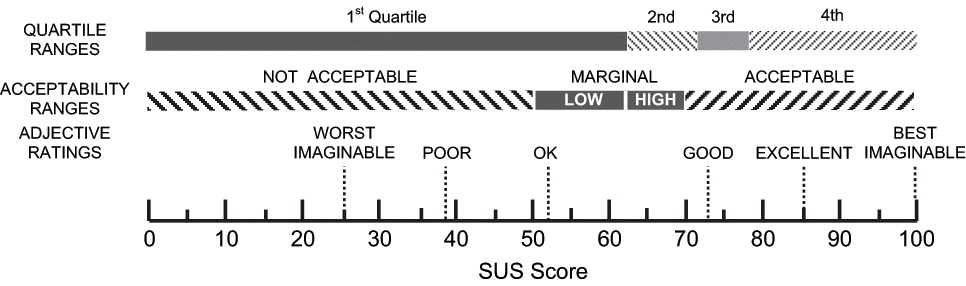 QUARTILE
RANGES
1st Quartile
2nd
3rd
4th
ACCEPTABILITY
RANGES
NOT ACCEPTABLE
MARGINAL
ACCEPTABLE
LOW
HIGH
ADJECTIVE
RATINGS
WORST
IMAGINABLE
POOR
OK
GOOD
EXCELLENT
BEST
IMAGINABLE
0 10 20 30 40 50 60 70 80 90 100
SUS Score